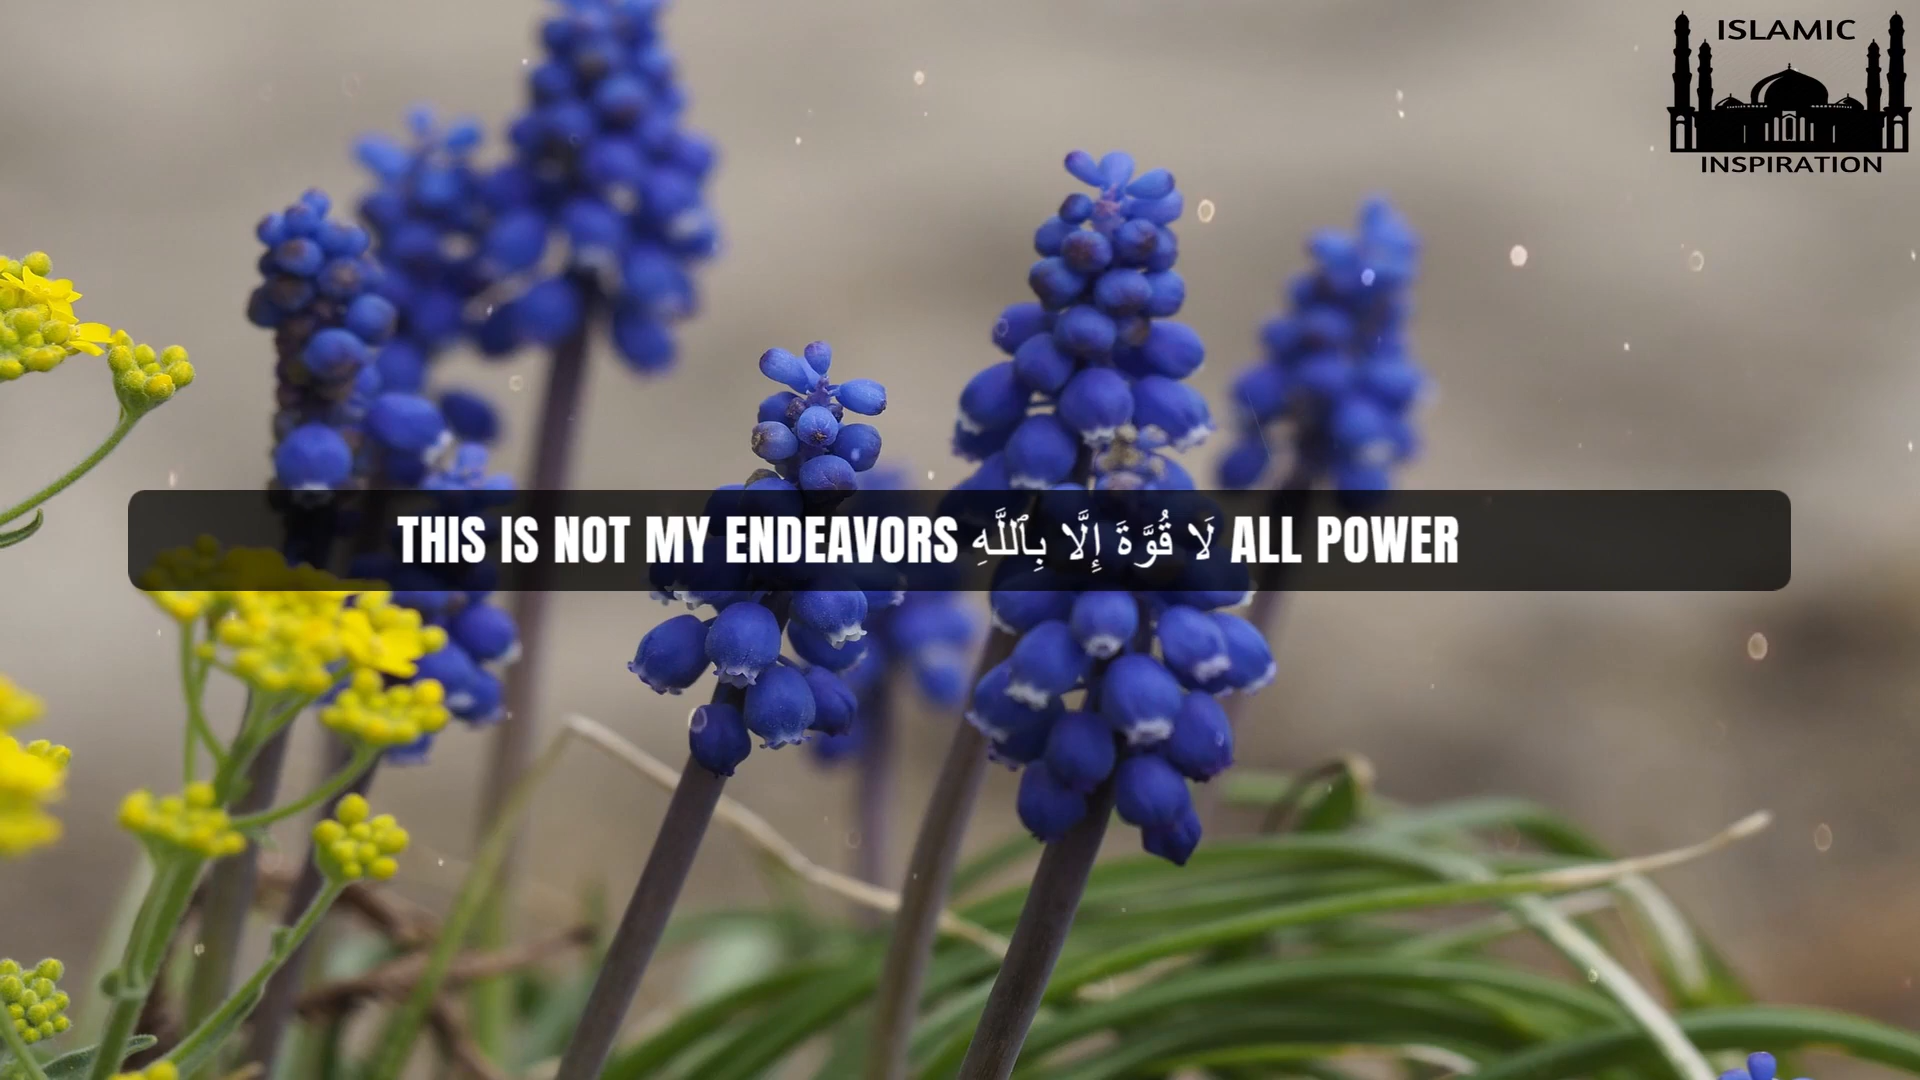 ISLAMIC
INSPIRATION
THIS IS NOT MY ENDEAVORS لَا قُوَّةَ إِلَّا بِٱللَّهِ ALL POWER